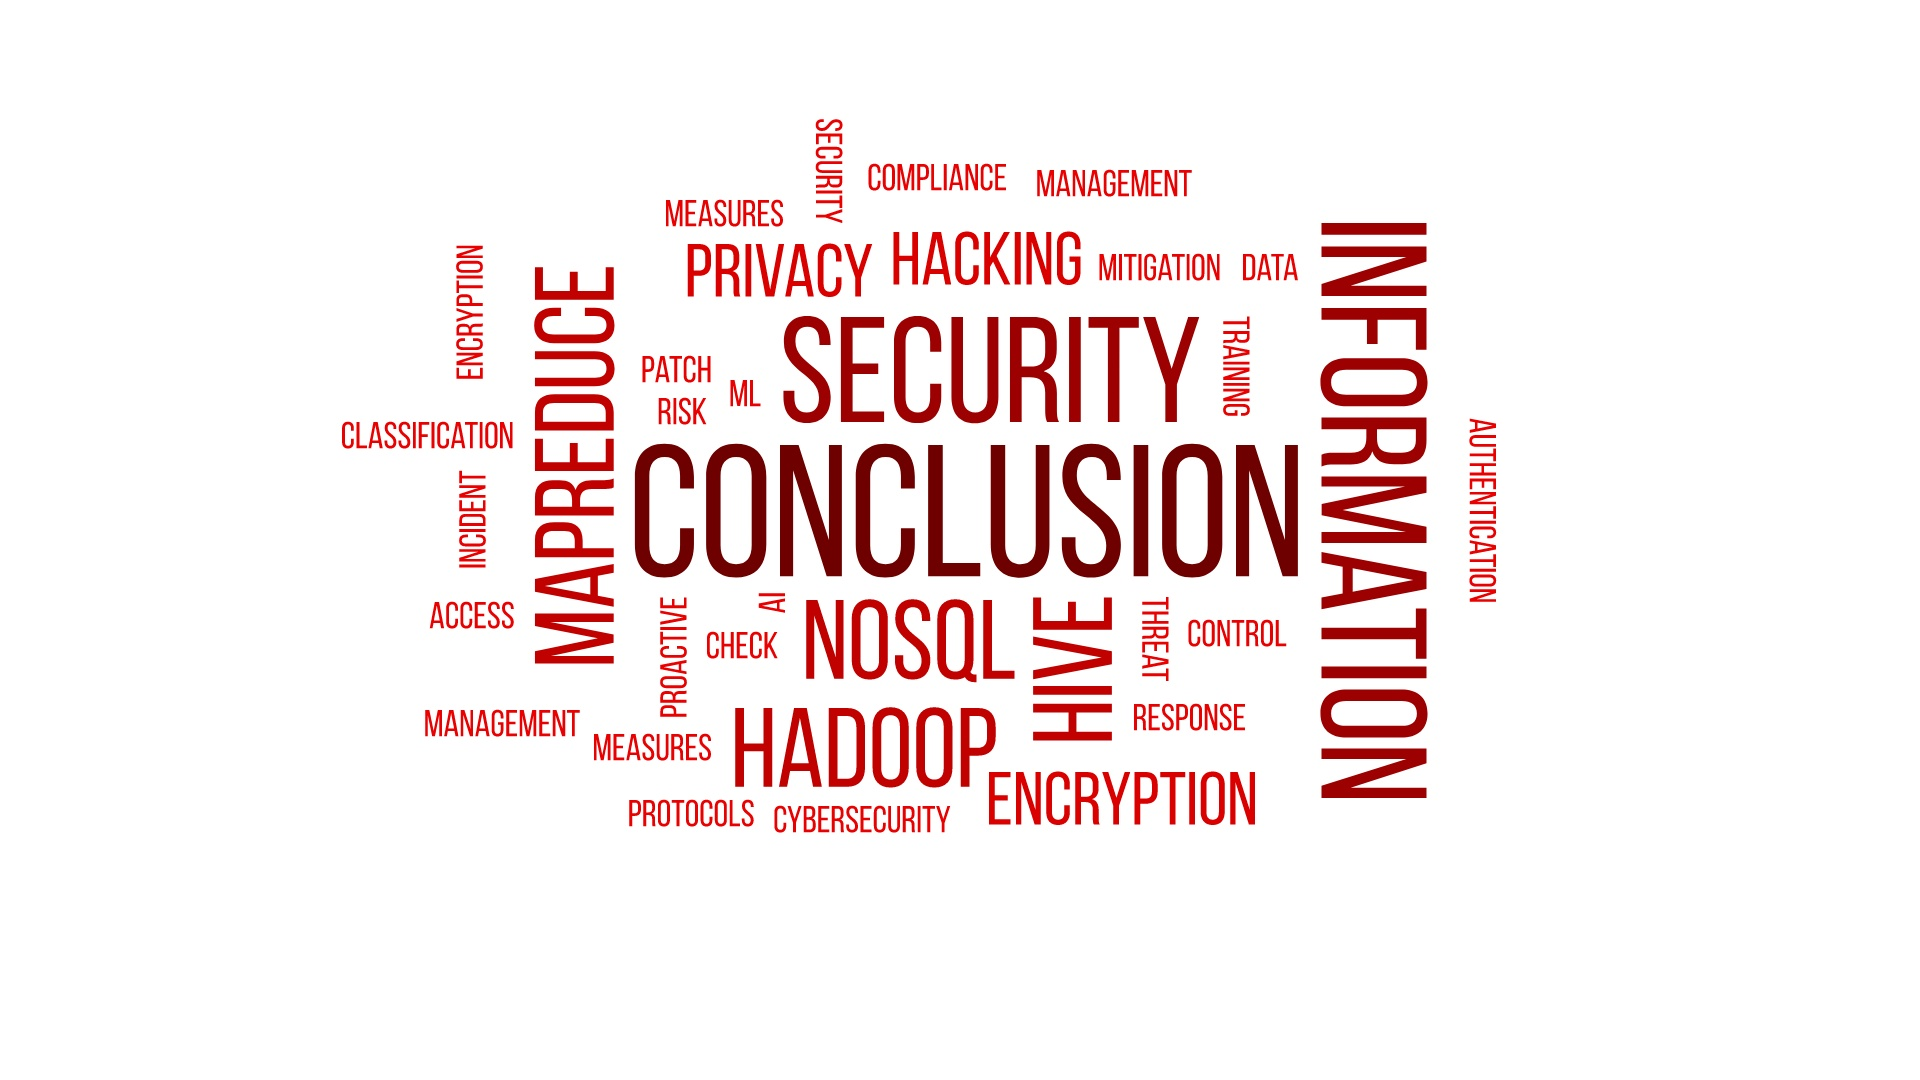 SECURITY
COMPLIANCE
MANAGEMENT
MEASURES
PRIVACY
HACKING
MITIGATION
DATA
INFORMATION
ENCRYPTION
MAPREDUCE
SECURITY
TRAINING
PATCH
ML
RISK
CLASSIFICATION
CONCLUSION
AUTHENTICATION
INCIDENT
ACCESS
PROACTIVE
AI
CHECK
NOSQL
HIVE
THREAT
CONTROL
MANAGEMENT
MEASURES
HADOOP
RESPONSE
PROTOCOLS
CYBERSECURITY
ENCRYPTION